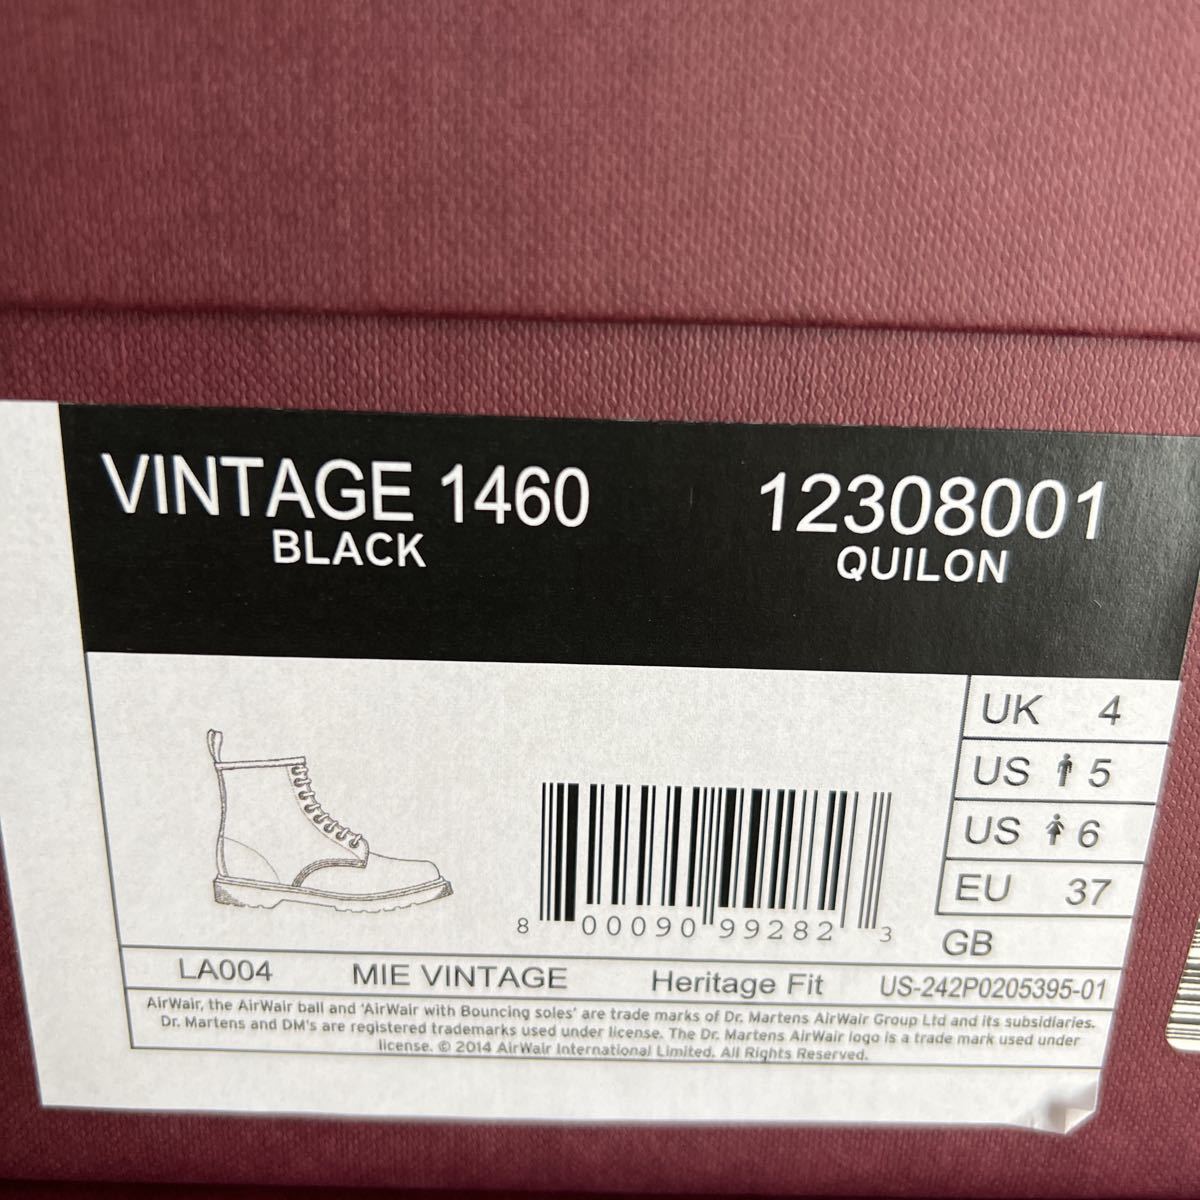 VINTAGE 1460
BLACK
12308001
QUILON
UK 4
US 5
US 6
EU 37
GB
8 00090 99282 3
LA004 MIE VINTAGE Heritage Fit US-242P0205395-01
AirWair, the AirWair ball and 'AirWair with Bouncing soles' are trade marks of Dr. Martens AirWair Group Ltd and its subsidiaries.
Dr. Martens and DM's are registered trademarks used under license. The Dr. Martens AirWair logo is a trade mark used under
license. © 2014 AirWair International Limited. All Rights Reserved.